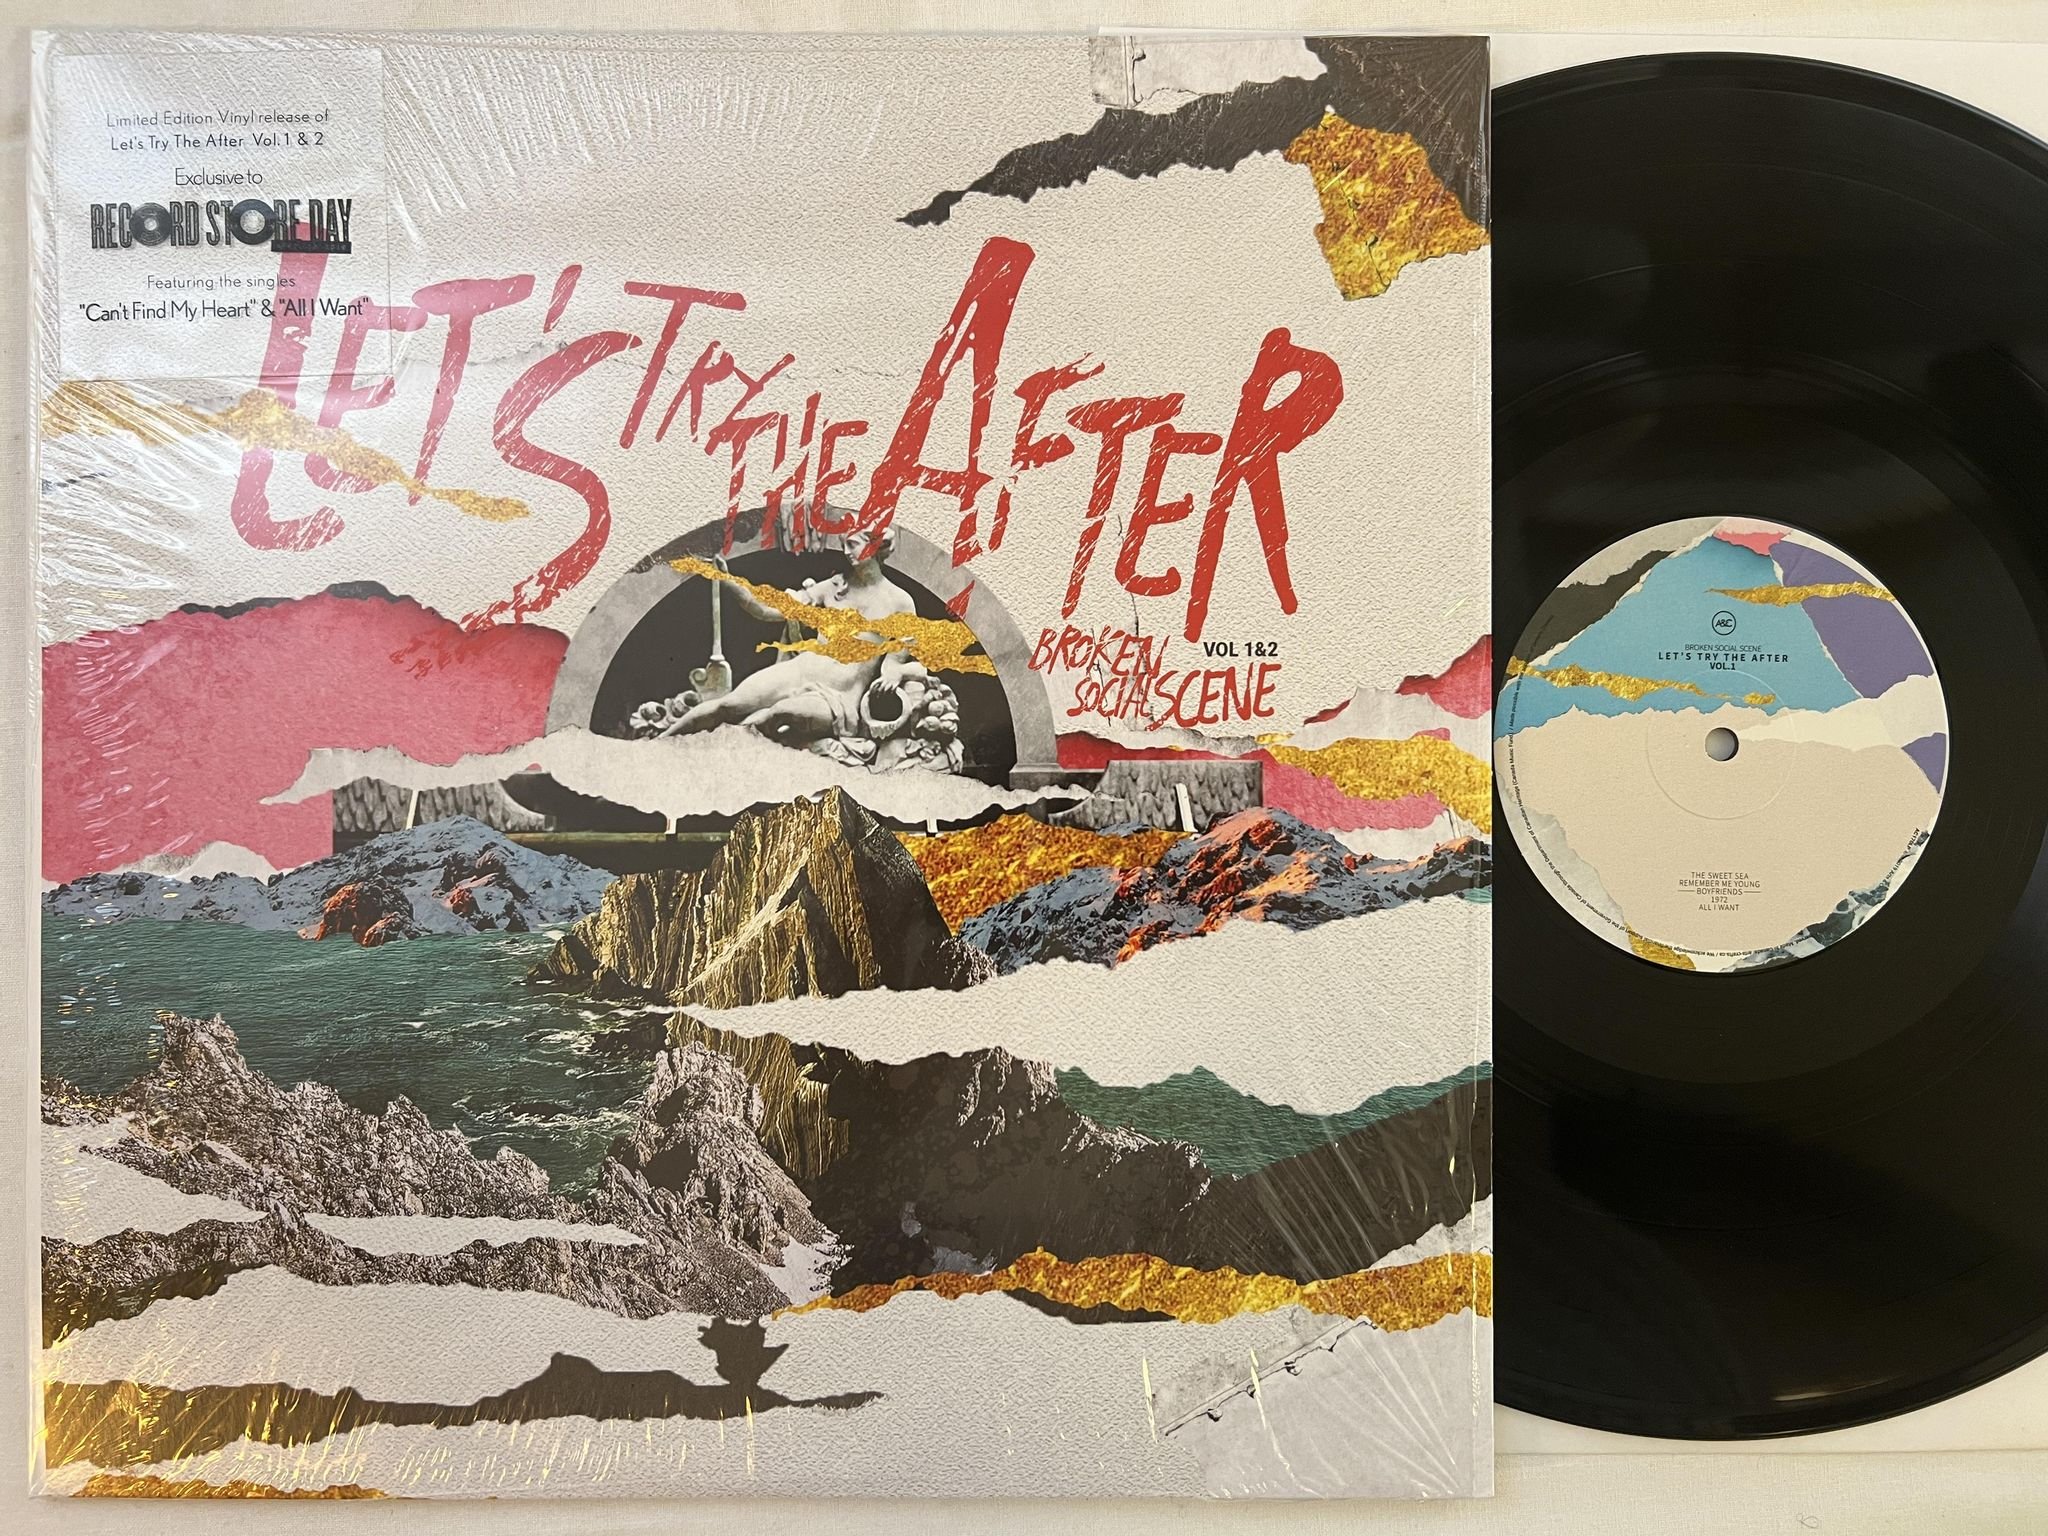 Limited Edition Vinyl release of
Let's Try The After Vol. 1 & 2
Exclusive to
RECORD STORE DAY
Featuring the singles
"Can't Find My Heart" & "All I Want"
LET'S TRY THE AFTER
VOL 1&2
BROKEN
SOCIAL SCENE
A&C
BROKEN SOCIAL SCENE
LET'S TRY THE AFTER
VOL.1
THE SWEET SEA
REMEMBER ME YOUNG
BOYFRIENDS
1972
ALL I WANT